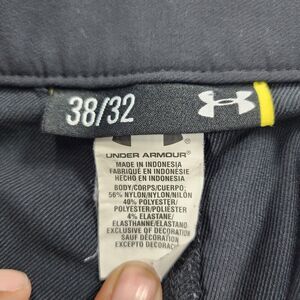 38/32
UNDER ARMOUR®
MADE IN INDONESIA
FABRIQUÉ EN INDONÉSIE
HECHO EN INDONESIA
BODY/CORPS/CUERPO:
56% NYLON/NYLON/NILÓN
40% POLYESTER/
POLYESTER/POLIÉSTER
4% ELASTANE/
ÉLASTHANNE/ELASTANO
EXCLUSIVE OF DECORATION
SAUF DÉCORATION
EXCEPTO DECORAC